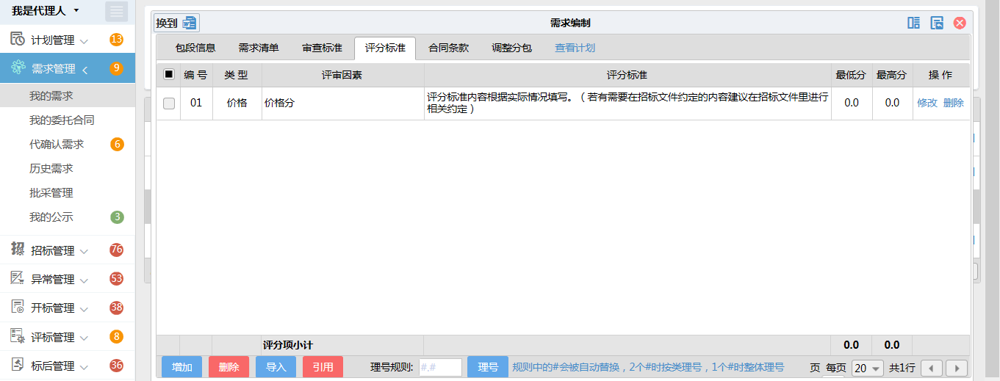 我是代理人
计划管理 13
需求管理 9
我的需求
我的委托合同
代确认需求 6
历史需求
批采管理
我的公示 3
招标管理 76
异常管理 53
开标管理 38
评标管理 8
标后管理 36
换到
需求编制
包段信息 需求清单 审查标准 评分标准 合同条款 调整分包 查看计划
编号 类型 评审因素 评分标准 最低分 最高分 操作
01 价格 价格分 评分标准内容根据实际情况填写。（若有需要在招标文件约定的内容建议在招标文件里进行
相关约定） 0.0 0.0 修改 删除
评分项小计 0.0 0.0
增加 删除 导入 引用 理号规则: #.# 理号 规则中的#会被自动替换，2个#时按类理号，1个#时整体理号 页 每页 20 共1行